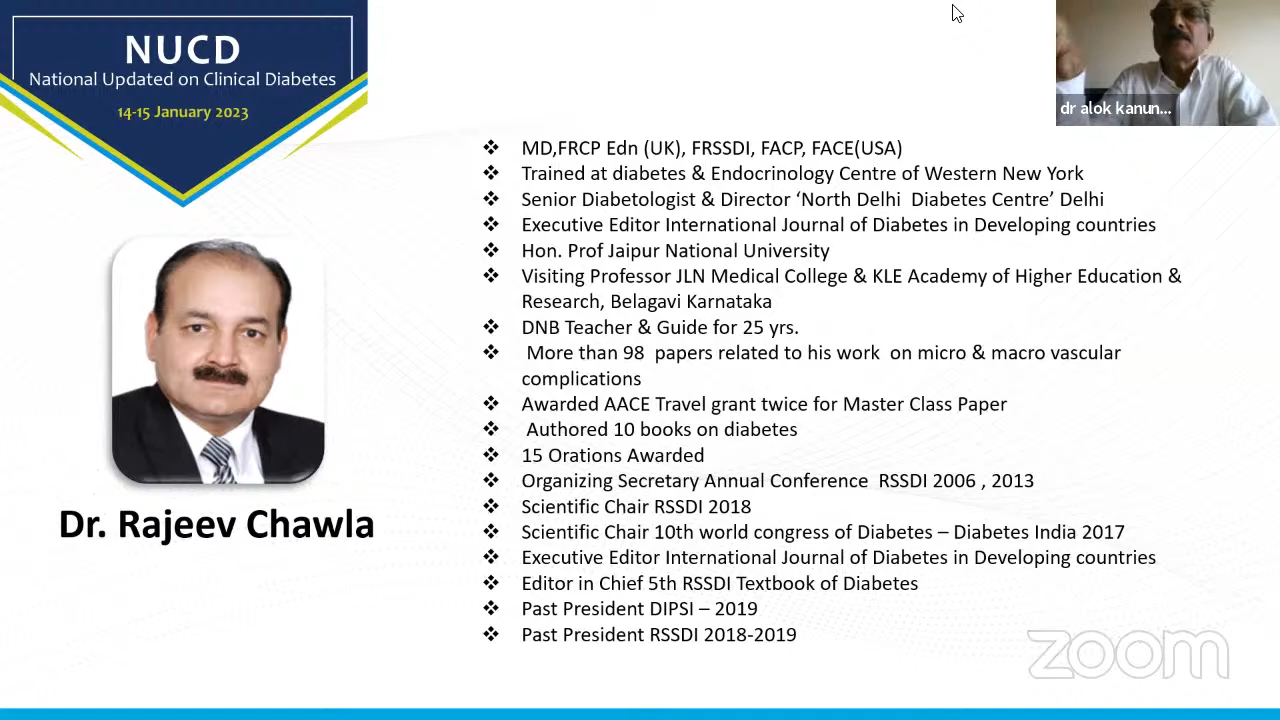 NUCD
National Updated on Clinical Diabetes
14-15 January 2023
dr alok kanun...
❖ MD,FRCP Edn (UK), FRSSDI, FACP, FACE(USA)
❖ Trained at diabetes & Endocrinology Centre of Western New York
❖ Senior Diabetologist & Director ‘North Delhi Diabetes Centre’ Delhi
❖ Executive Editor International Journal of Diabetes in Developing countries
❖ Hon. Prof Jaipur National University
❖ Visiting Professor JLN Medical College & KLE Academy of Higher Education &
Research, Belagavi Karnataka
❖ DNB Teacher & Guide for 25 yrs.
❖ More than 98 papers related to his work on micro & macro vascular
complications
❖ Awarded AACE Travel grant twice for Master Class Paper
❖ Authored 10 books on diabetes
❖ 15 Orations Awarded
❖ Organizing Secretary Annual Conference RSSDI 2006 , 2013
❖ Scientific Chair RSSDI 2018
❖ Scientific Chair 10th world congress of Diabetes – Diabetes India 2017
❖ Executive Editor International Journal of Diabetes in Developing countries
❖ Editor in Chief 5th RSSDI Textbook of Diabetes
❖ Past President DIPSI – 2019
❖ Past President RSSDI 2018-2019
Dr. Rajeev Chawla
zoom